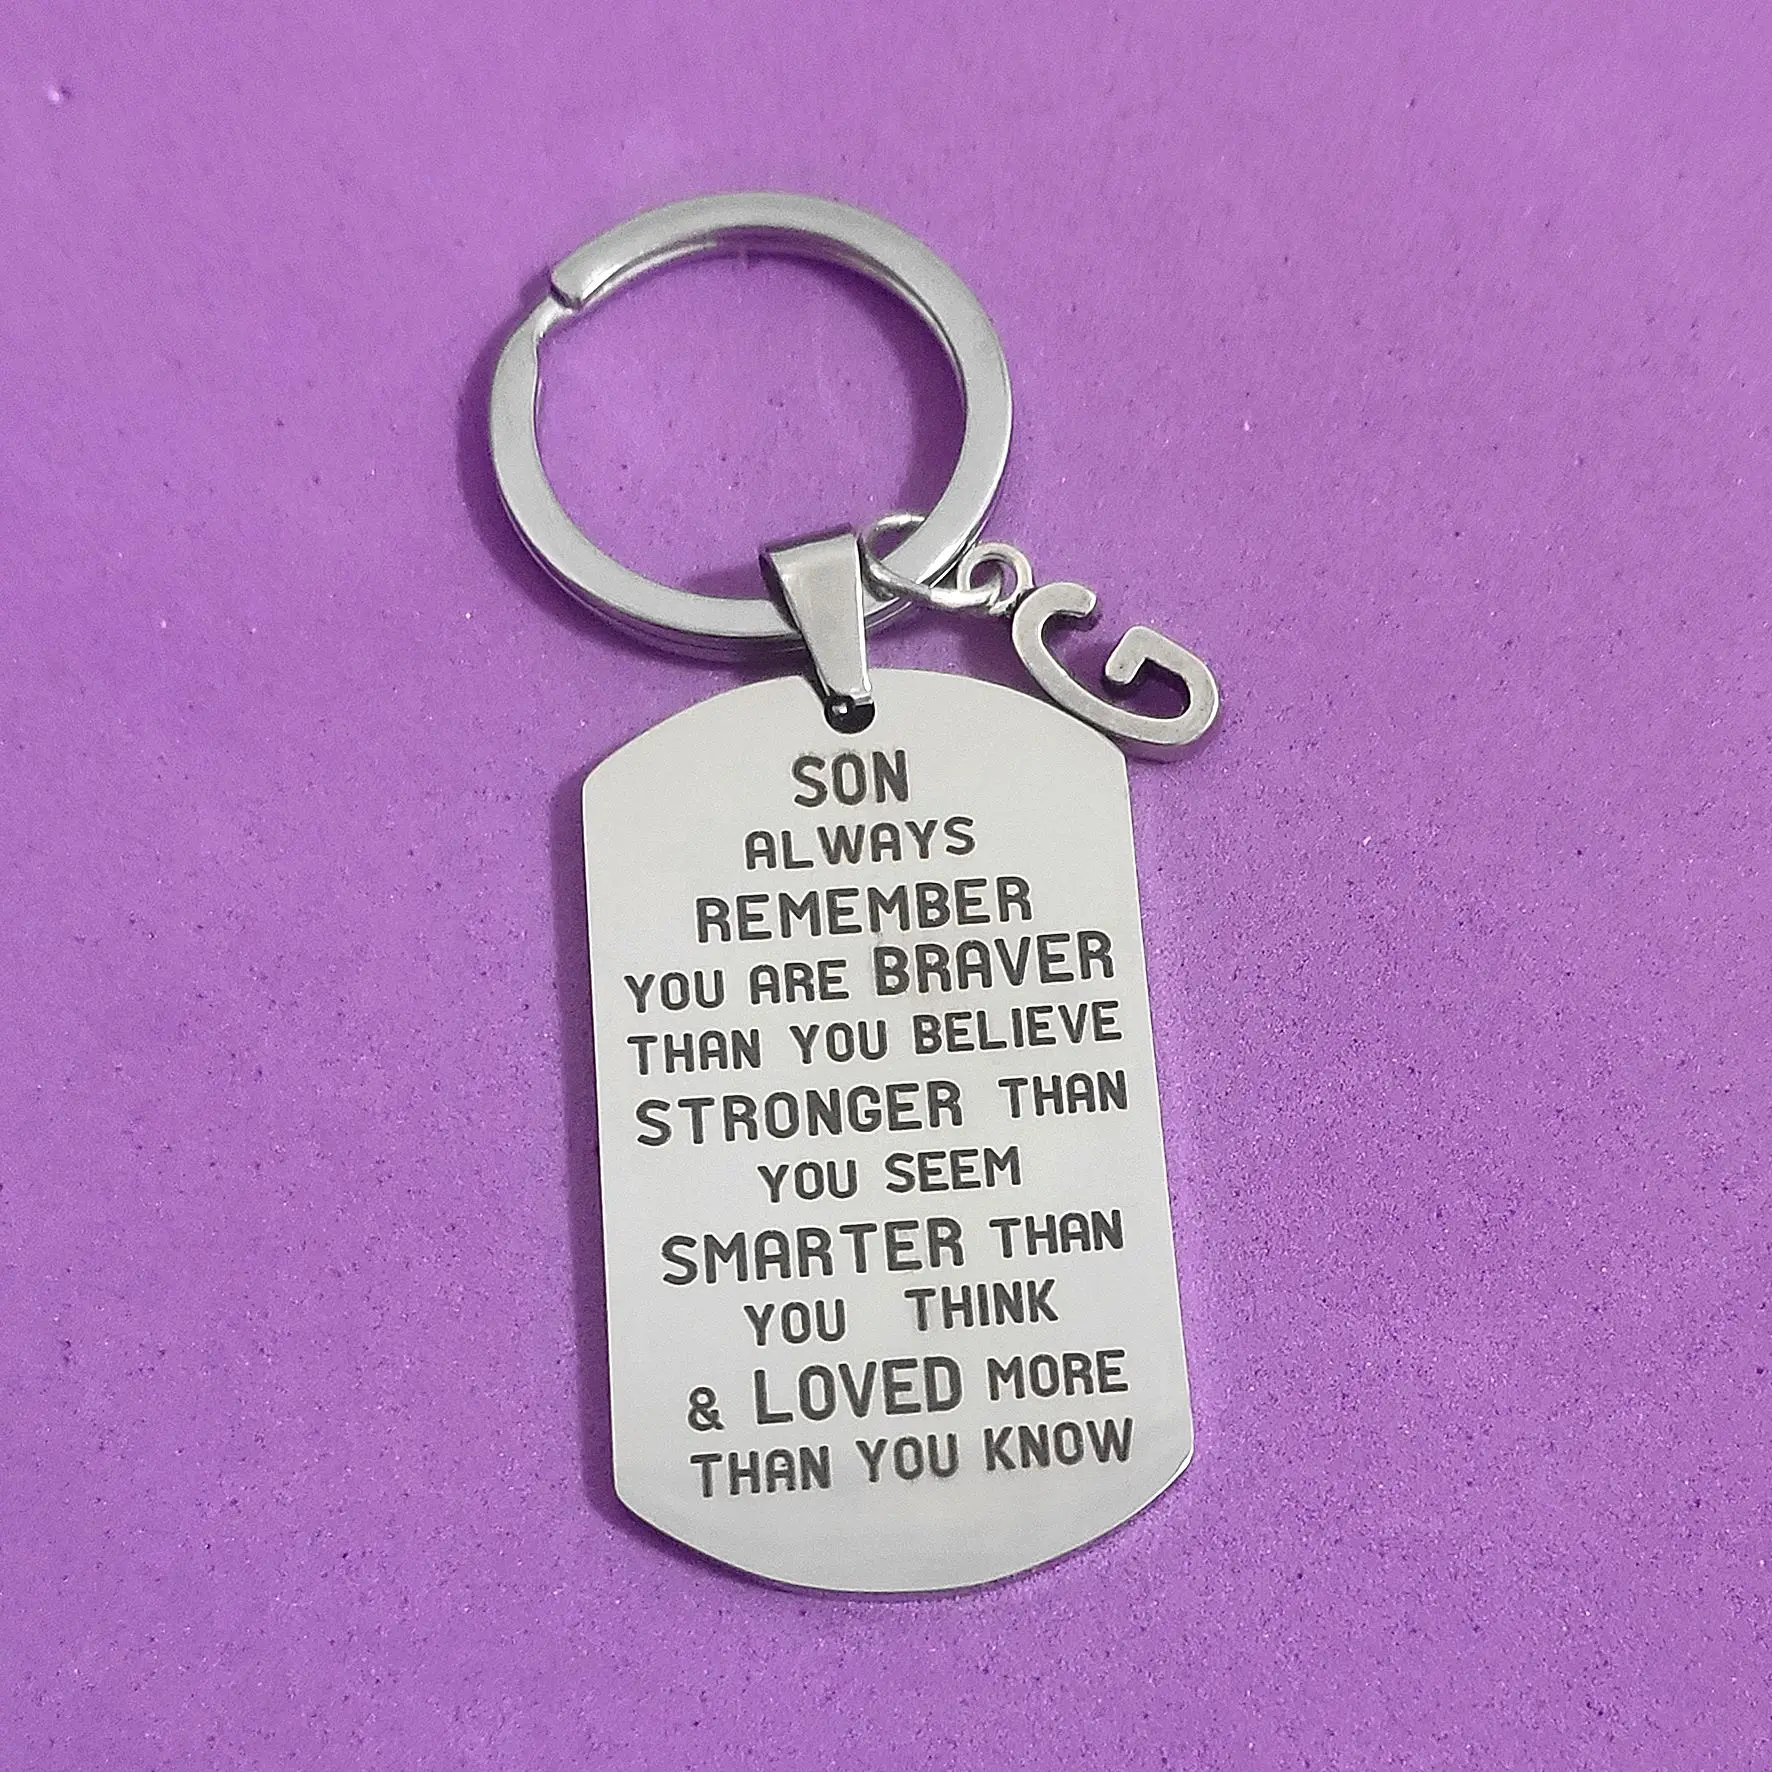 G
SON
ALWAYS
REMEMBER
YOU ARE BRAVER
THAN YOU BELIEVE
STRONGER THAN
YOU SEEM
SMARTER THAN
YOU THINK
& LOVED MORE
THAN YOU KNOW